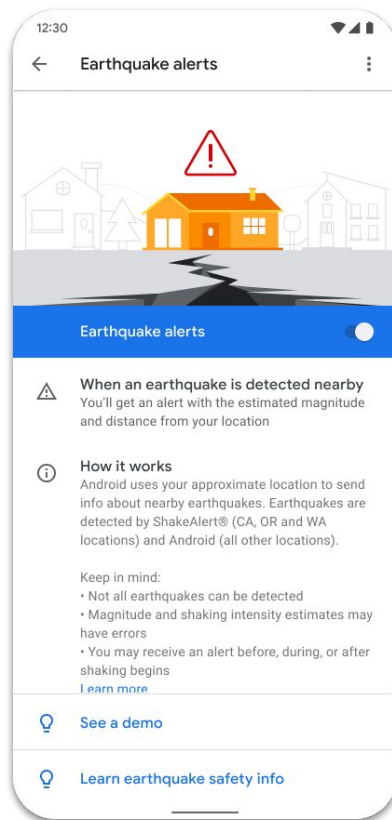 12:30
Earthquake alerts
Earthquake alerts
When an earthquake is detected nearby
You'll get an alert with the estimated magnitude
and distance from your location
How it works
Android uses your approximate location to send
info about nearby earthquakes. Earthquakes are
detected by ShakeAlert® (CA, OR and WA
locations) and Android (all other locations).
Keep in mind:
• Not all earthquakes can be detected
• Magnitude and shaking intensity estimates may
have errors
• You may receive an alert before, during, or after
shaking begins
Learn more
See a demo
Learn earthquake safety info